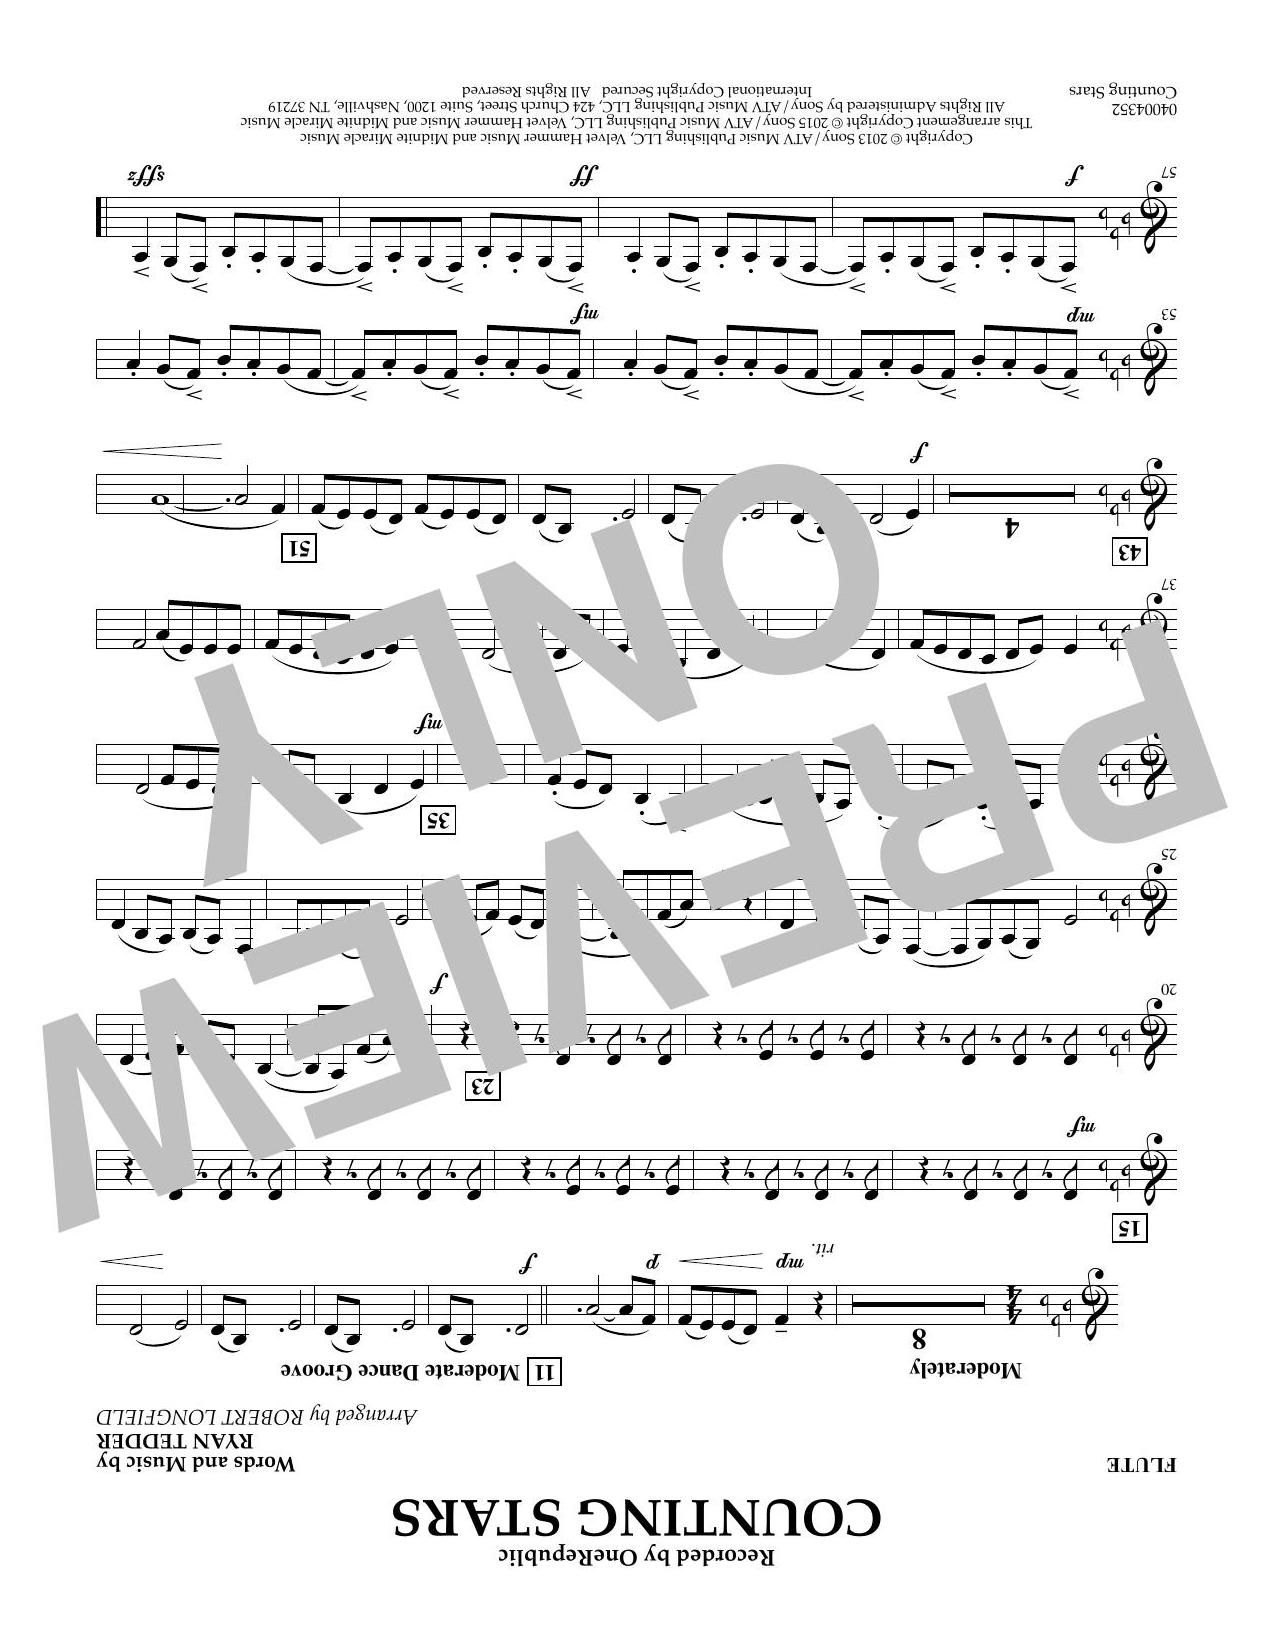 Recorded by OneRepublic
COUNTING STARS
FLUTE
Words and Music by
RYAN TEDDER
Arranged by ROBERT LONGFIELD
Moderately
11 Moderate Dance Groove
8
rit. mp p f
15
mf
20
23
f
25
35
mf
37
43
4
51
f
53
mp mf
57
f ff sffz
Copyright © 2013 Sony/ATV Music Publishing LLC, Velvet Hammer Music and Midnite Miracle Music
This arrangement Copyright © 2015 Sony/ATV Music Publishing LLC, Velvet Hammer Music and Midnite Miracle Music
All Rights Administered by Sony/ATV Music Publishing LLC, 424 Church Street, Suite 1200, Nashville, TN 37219
International Copyright Secured All Rights Reserved
04004352
Counting Stars
PREVIEW
ONLY